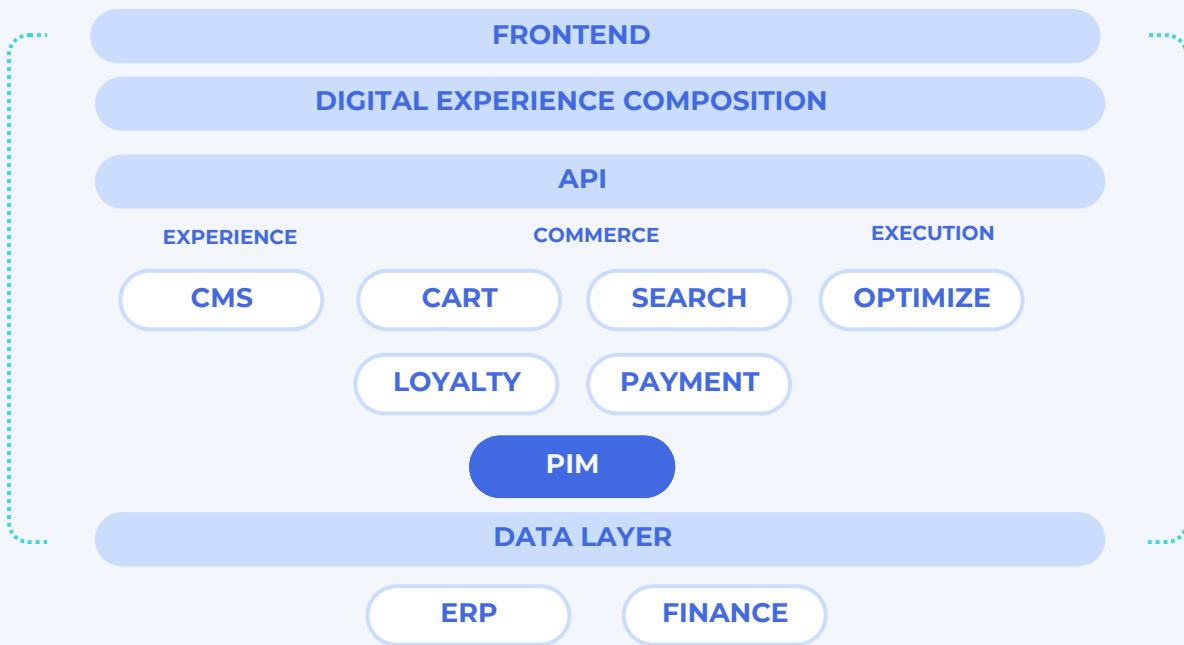 FRONTEND
DIGITAL EXPERIENCE COMPOSITION
API
EXPERIENCE COMMERCE EXECUTION
CMS CART SEARCH OPTIMIZE
LOYALTY PAYMENT
PIM
DATA LAYER
ERP FINANCE